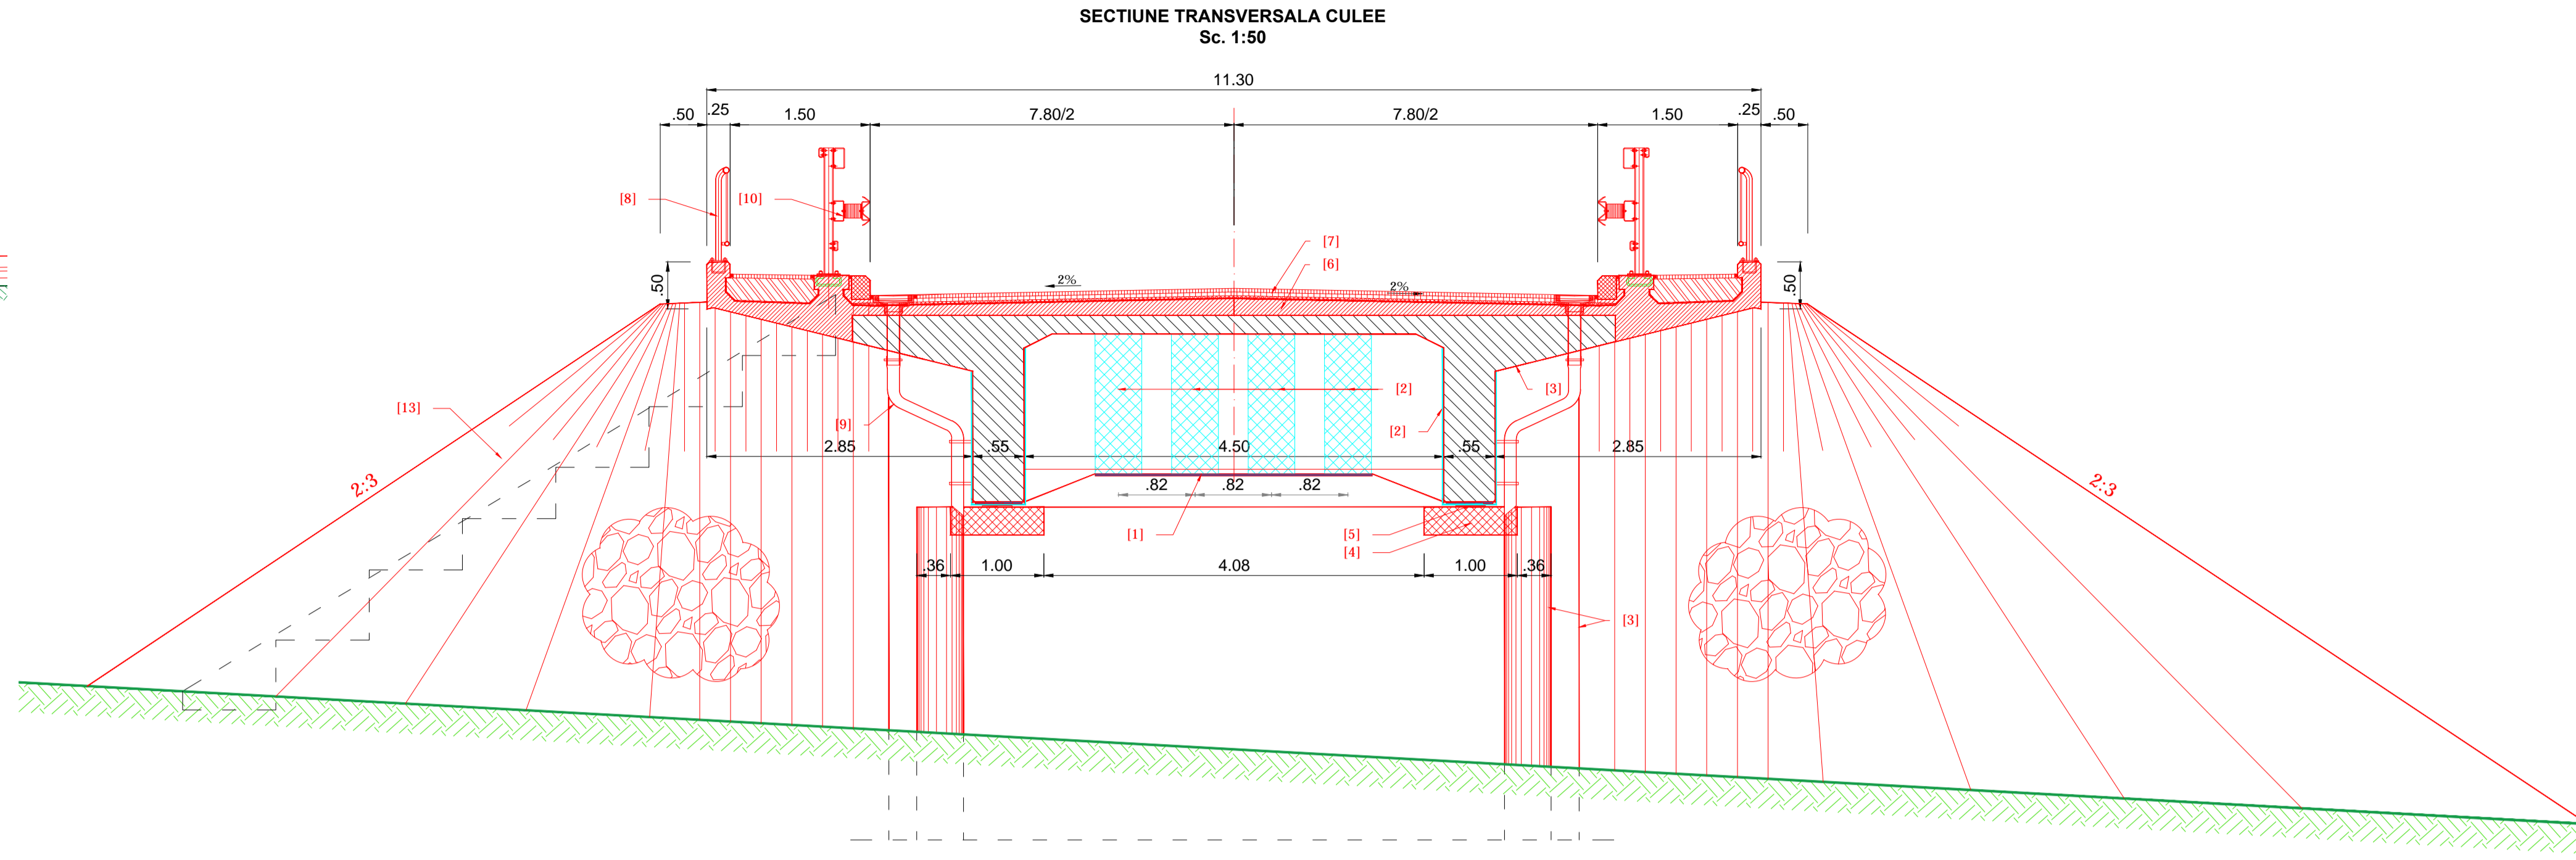 SECTIUNE TRANSVERSALA CULEE
Sc. 1:50
11.30
.50 .25 1.50 7.80/2 7.80/2 1.50 .25 .50
[8] [10]
[7]
[6]
.50 2% 2% .50
[13] [9] [2] [3]
[2]
2:3 2.85 .55 4.50 .55 2.85 2:3
.82 .82 .82
[1] [5]
[4]
.36 1.00 4.08 1.00 .36
[3]